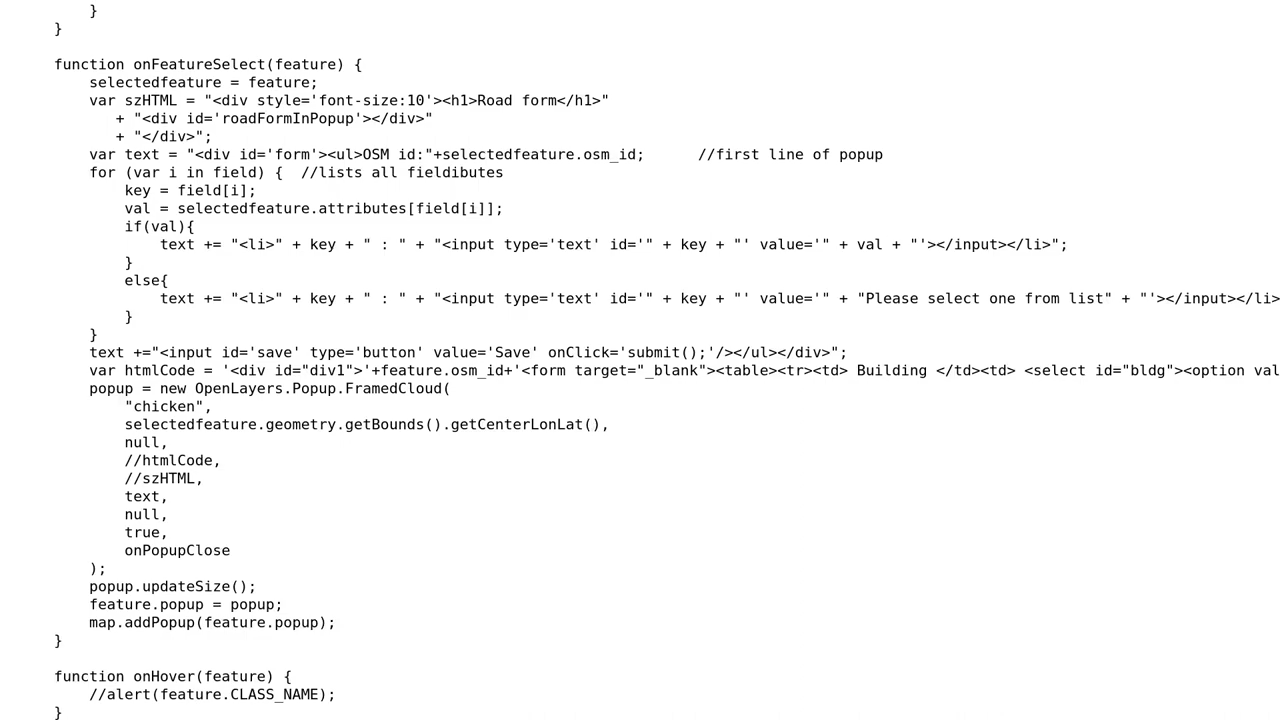 }
}
function onFeatureSelect(feature) {
selectedfeature = feature;
var szHTML = "<div style='font-size:10'><h1>Road form</h1>"
+ "<div id='roadFormInPopup'></div>"
+ "</div>";
var text = "<div id='form'><ul>OSM id:"+selectedfeature.osm_id;      //first line of popup
for (var i in field) {  //lists all fieldibutes
key = field[i];
val = selectedfeature.attributes[field[i]];
if(val){
text += "<li>" + key + " : " + "<input type='text' id='" + key + "' value='" + val + "'></input></li>";
}
else{
text += "<li>" + key + " : " + "<input type='text' id='" + key + "' value='" + "Please select one from list" + "'></input></li>
}
}
text +="<input id='save' type='button' value='Save' onClick='submit();'/></ul></div>";
var htmlCode = '<div id="div1">'+feature.osm_id+'<form target="_blank"><table><tr><td> Building </td><td> <select id="bldg"><option val
popup = new OpenLayers.Popup.FramedCloud(
"chicken",
selectedfeature.geometry.getBounds().getCenterLonLat(),
null,
//htmlCode,
//szHTML,
text,
null,
true,
onPopupClose
);
popup.updateSize();
feature.popup = popup;
map.addPopup(feature.popup);
}
function onHover(feature) {
//alert(feature.CLASS_NAME);
}